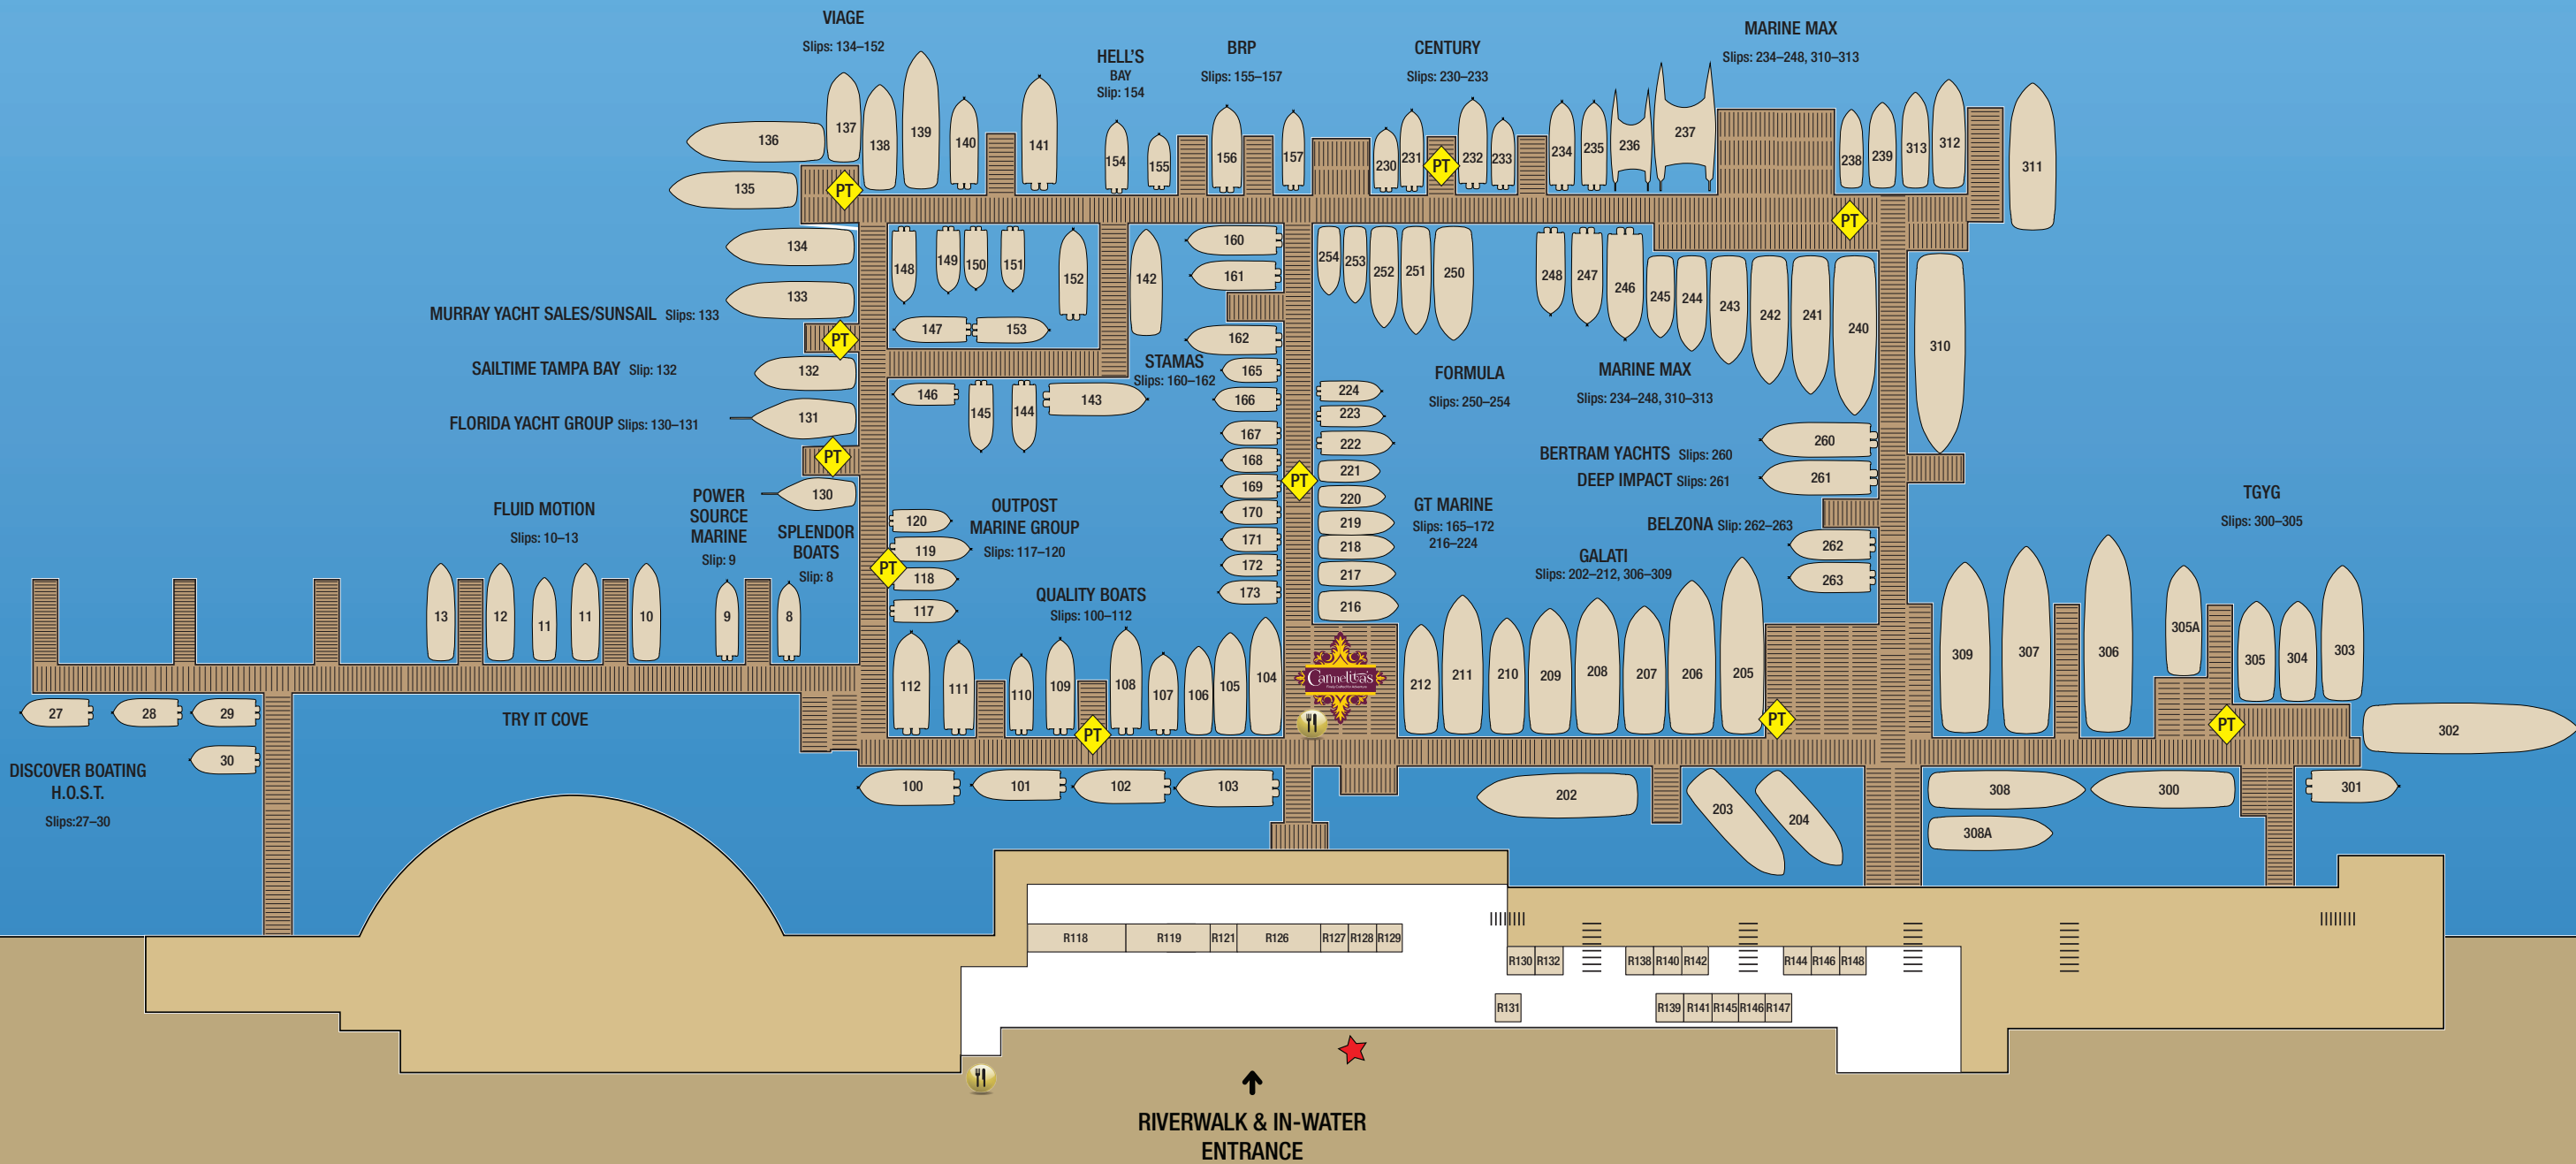 VIAGE
Slips: 134–152
HELL'S
BAY
Slip: 154
BRP
Slips: 155–157
CENTURY
Slips: 230–233
MARINE MAX
Slips: 234–248, 310–313
136
137
138
139
140
141
154
155
156
157
230
231
PT
232
233
234
235
236
237
238
239
313
312
311
135
PT
PT
134
148
149
150
151
152
142
160
161
254
253
252
251
250
248
247
246
245
244
243
242
241
240
310
133
MURRAY YACHT SALES/SUNSAIL Slips: 133
PT
147
153
162
SAILTIME TAMPA BAY Slip: 132
132
STAMAS
Slips: 160–162
165
166
146
145
144
143
224
223
222
FORMULA
Slips: 250–254
MARINE MAX
Slips: 234–248, 310–313
FLORIDA YACHT GROUP Slips: 130–131
131
PT
130
167
168
169
170
171
172
173
PT
221
220
219
218
217
216
BERTRAM YACHTS Slips: 260
260
DEEP IMPACT Slips: 261
261
BELZONA Slip: 262–263
262
263
GT MARINE
Slips: 165–172
216–224
GALATI
Slips: 202–212, 306–309
TGYG
Slips: 300–305
FLUID MOTION
Slips: 10–13
POWER
SOURCE
MARINE
Slip: 9
SPLENDOR
BOATS
Slip: 8
OUTPOST
MARINE GROUP
Slips: 117–120
120
119
PT
118
117
QUALITY BOATS
Slips: 100–112
13
12
11
11
10
9
8
112
111
110
109
108
107
106
105
104
PT
Carmelita's
212
211
210
209
208
207
206
205
PT
309
307
306
305A
305
304
303
PT
302
27
28
29
30
TRY IT COVE
DISCOVER BOATING
H.O.S.T.
Slips:27–30
100
101
102
103
202
203
204
308
308A
300
301
R118
R119
R121
R126
R127
R128
R129
R130
R132
R138
R140
R142
R144
R146
R148
R131
R139
R141
R145
R146
R147
RIVERWALK & IN-WATER
ENTRANCE